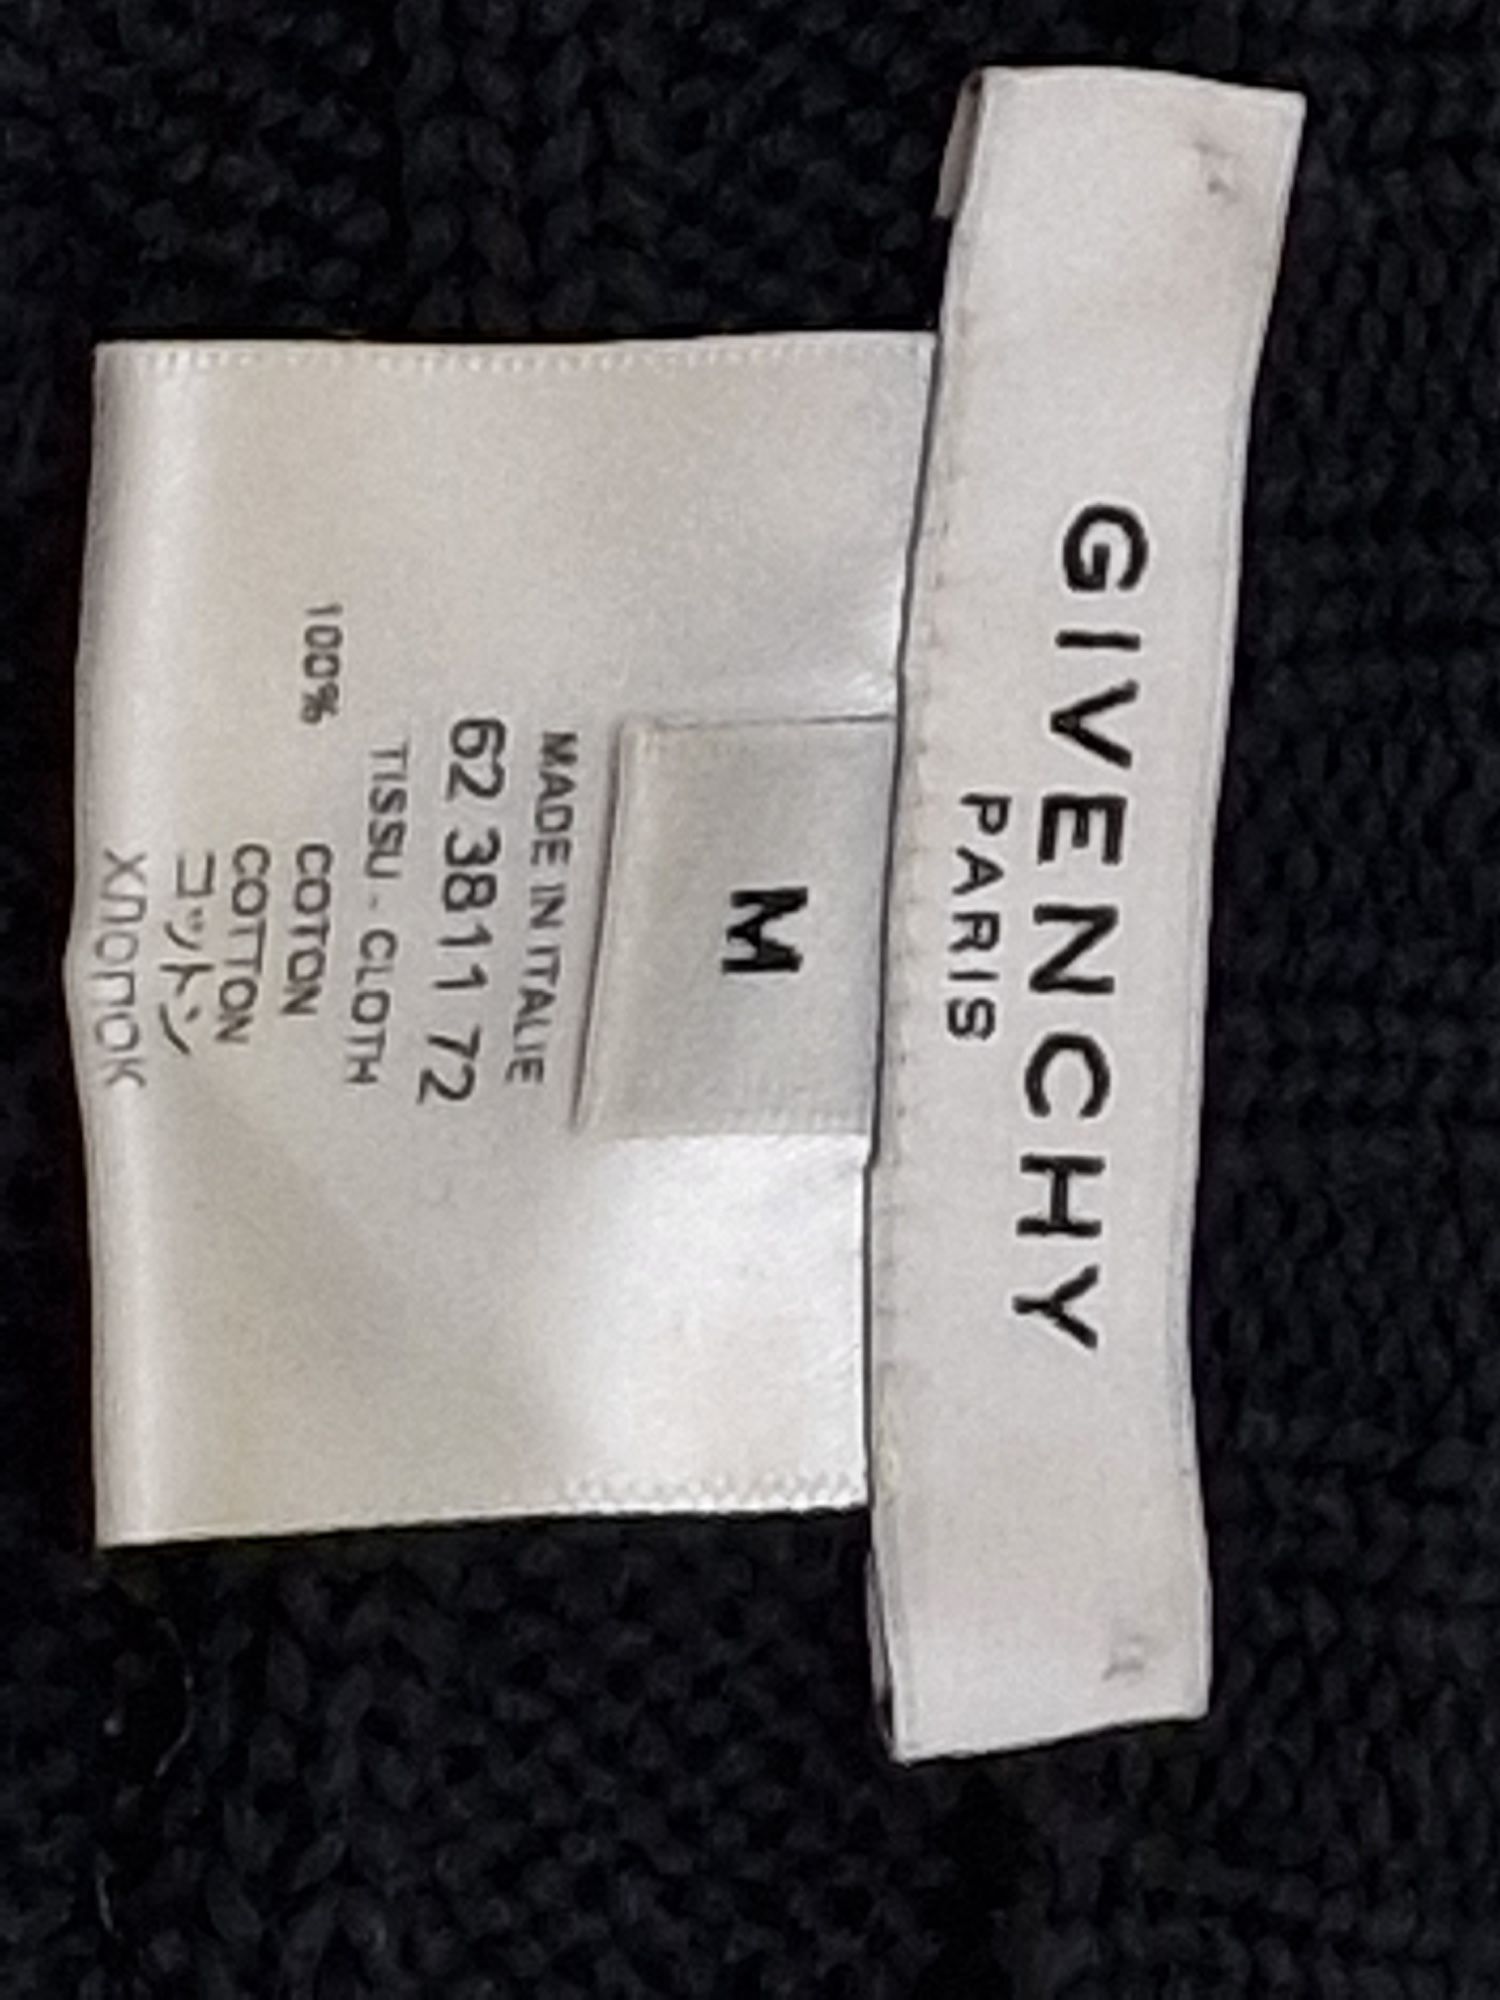 GIVENCHY
PARIS
M
MADE IN ITALIE
62 3811 72
TISSU - CLOTH
100% COTON
COTTON
コットン
ХЛОПОК